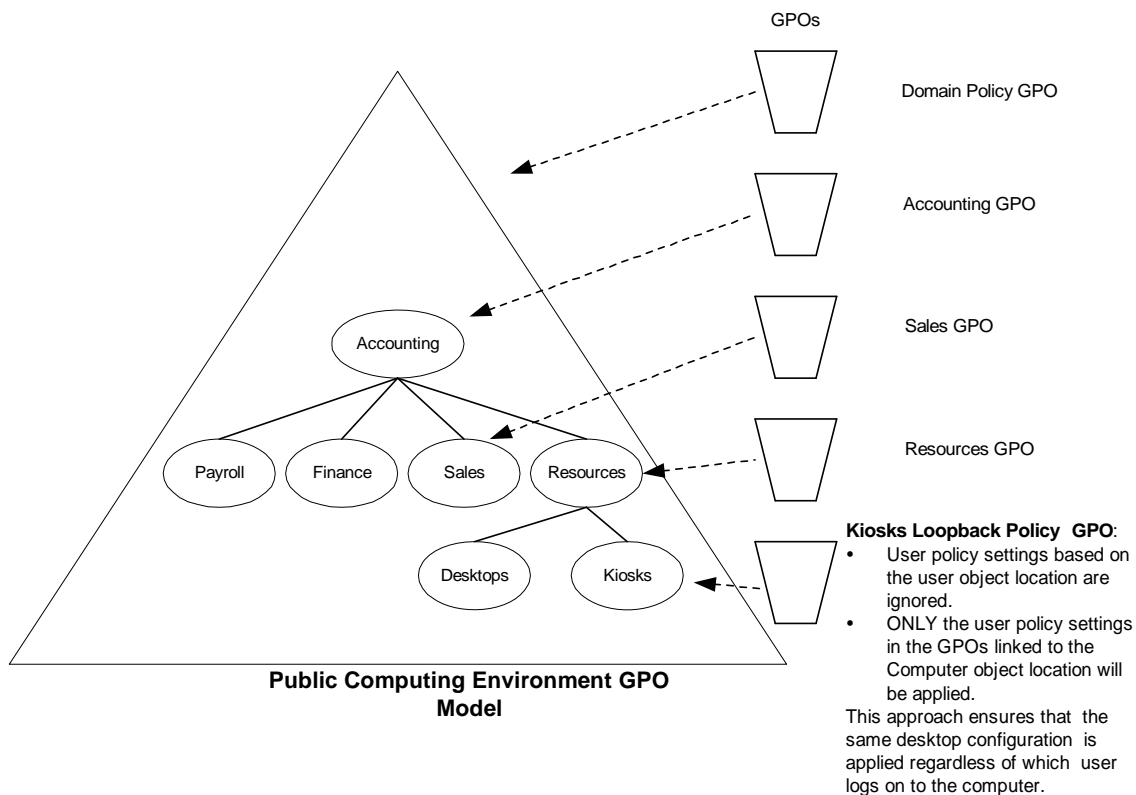 GPOs
Domain Policy GPO
Accounting GPO
Sales GPO
Resources GPO
Accounting
Payroll
Finance
Sales
Resources
Desktops
Kiosks
Kiosks Loopback Policy GPO:
• User policy settings based on
the user object location are
ignored.
• ONLY the user policy settings
in the GPOs linked to the
Computer object location will
be applied.
This approach ensures that the
same desktop configuration is
applied regardless of which user
logs on to the computer.
Public Computing Environment GPO
Model